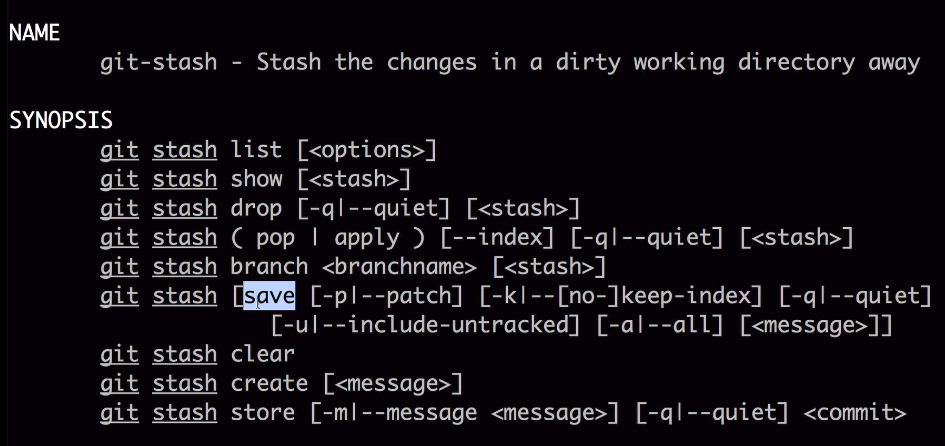 NAME
git-stash - Stash the changes in a dirty working directory away
SYNOPSIS
git stash list [<options>]
git stash show [<stash>]
git stash drop [-q|--quiet] [<stash>]
git stash ( pop | apply ) [--index] [-q|--quiet] [<stash>]
git stash branch <branchname> [<stash>]
git stash [save [-p|--patch] [-k|--[no-]keep-index] [-q|--quiet]
[-u|--include-untracked] [-a|--all] [<message>]]
git stash clear
git stash create [<message>]
git stash store [-m|--message <message>] [-q|--quiet] <commit>